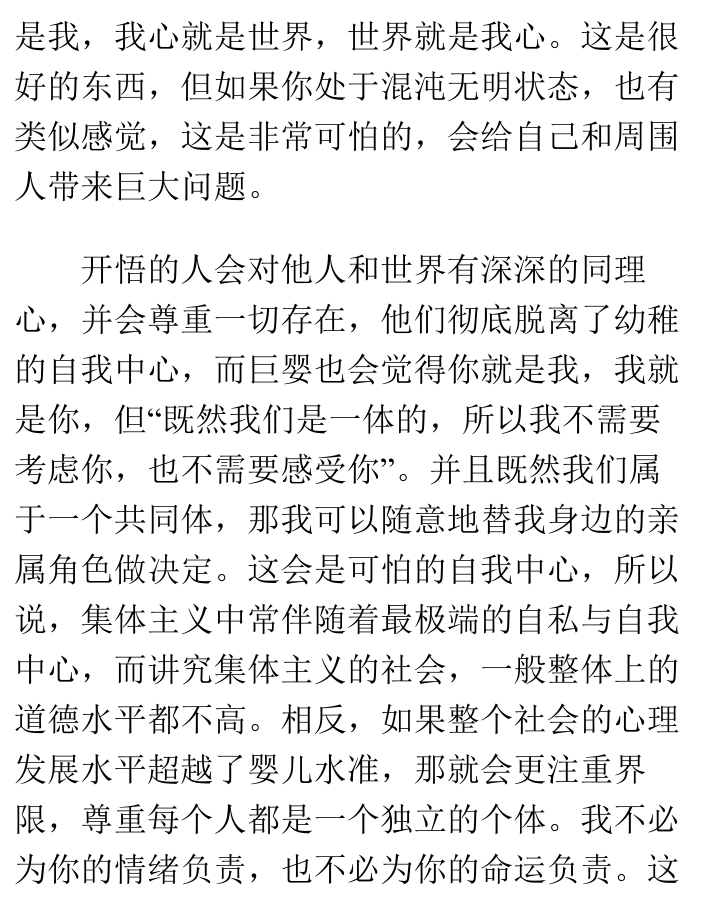 是我，我心就是世界，世界就是我心。这是很
好的东西，但如果你处于混沌无明状态，也有
类似感觉，这是非常可怕的，会给自己和周围
人带来巨大问题。
开悟的人会对他人和世界有深深的同理
心，并会尊重一切存在，他们彻底脱离了幼稚
的自我中心，而巨婴也会觉得你就是我，我就
是你，但“既然我们是一体的，所以我不需要
考虑你，也不需要感受你”。并且既然我们属
于一个共同体，那我可以随意地替我身边的亲
属角色做决定。这会是可怕的自我中心，所以
说，集体主义中常伴随着最极端的自私与自我
中心，而讲究集体主义的社会，一般整体上的
道德水平都不高。相反，如果整个社会的心理
发展水平超越了婴儿水准，那就会更注重界
限，尊重每个人都是一个独立的个体。我不必
为你的情绪负责，也不必为你的命运负责。这